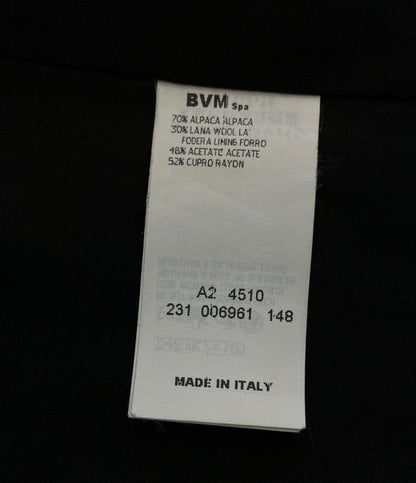 BVM spa
70% ALPACA ALPACA
30% LANA WOOL LA'
FODERA LINING FORRO
48% ACETATO ACETATE
52% CUPRO RAYON
A2 4510
231 006961 148
MADE IN ITALY